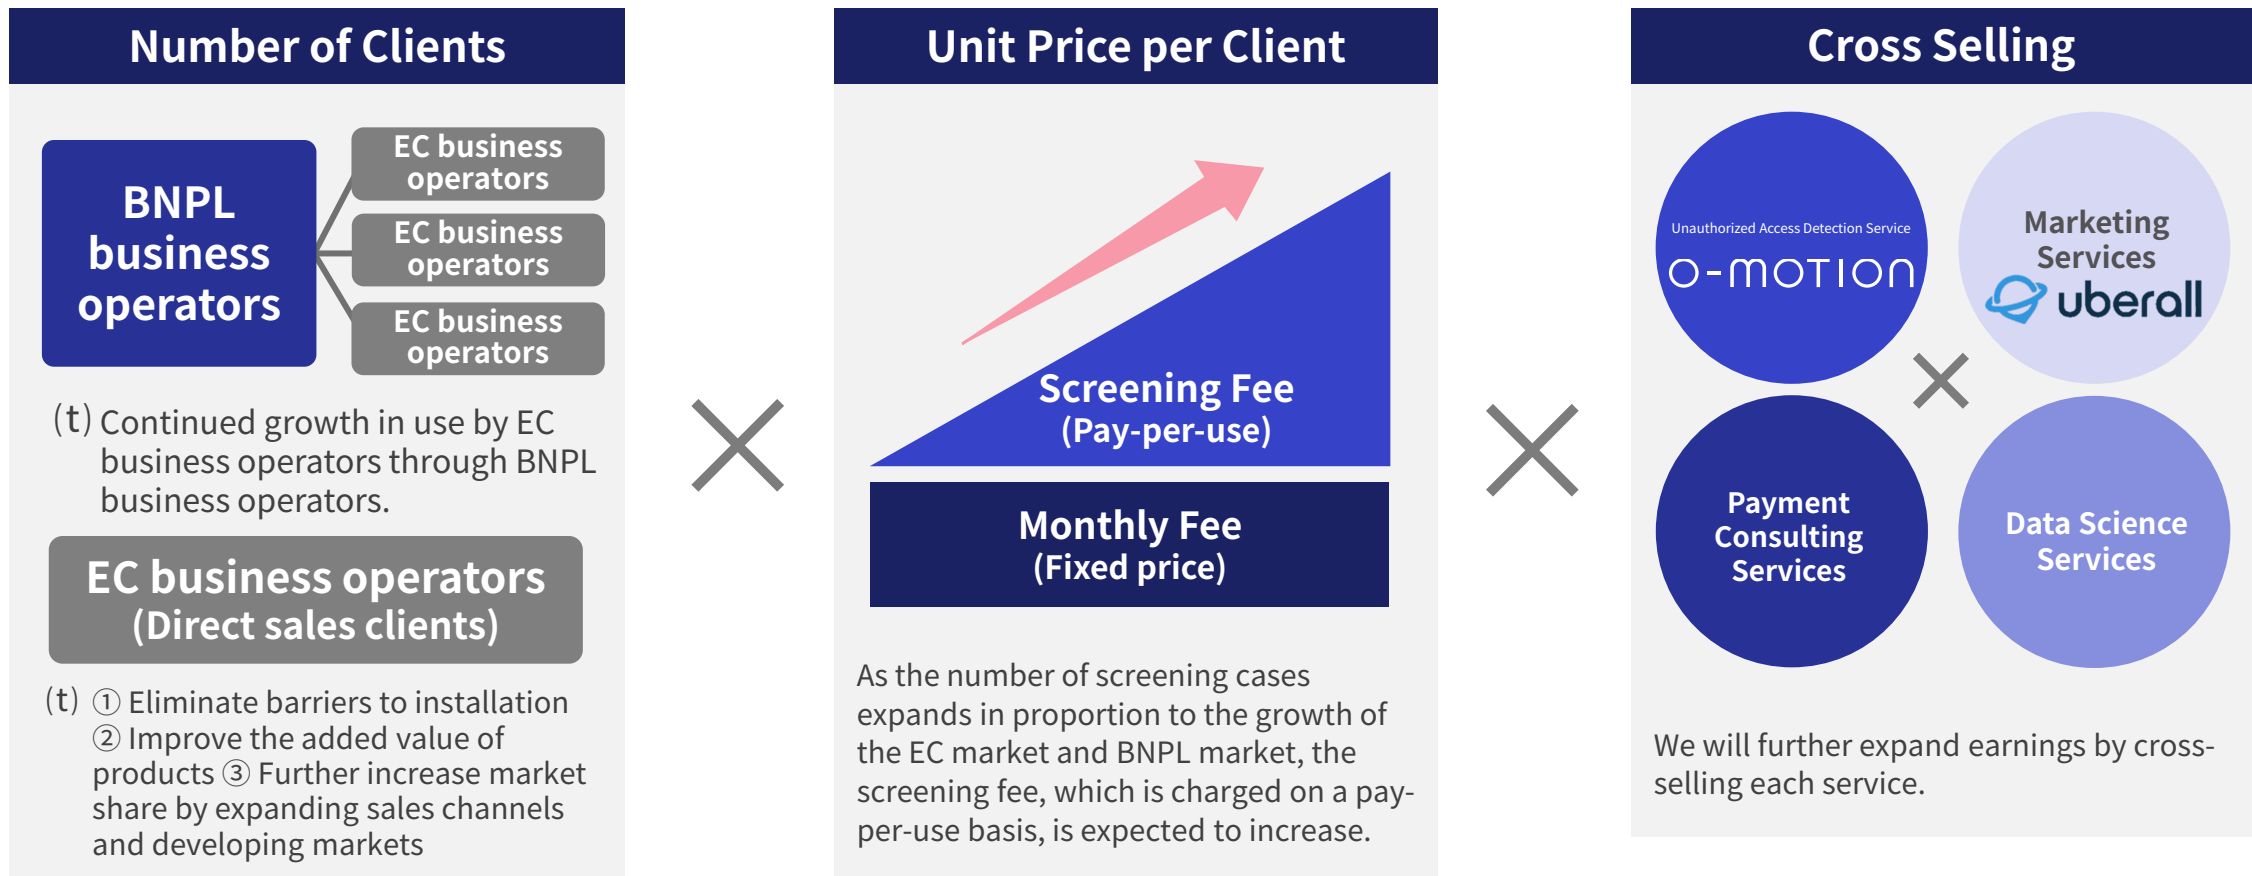 Number of Clients
BNPL
business
operators
EC business
operators
EC business
operators
EC business
operators
(t) Continued growth in use by EC
business operators through BNPL
business operators.
EC business operators
(Direct sales clients)
(t) ① Eliminate barriers to installation
② Improve the added value of
products ③ Further increase market
share by expanding sales channels
and developing markets
Unit Price per Client
Screening Fee
(Pay-per-use)
Monthly Fee
(Fixed price)
As the number of screening cases
expands in proportion to the growth of
the EC market and BNPL market, the
screening fee, which is charged on a pay-
per-use basis, is expected to increase.
Cross Selling
Unauthorized Access Detection Service
O-MOTION
Marketing
Services
uberall
Payment
Consulting
Services
Data Science
Services
We will further expand earnings by cross-
selling each service.